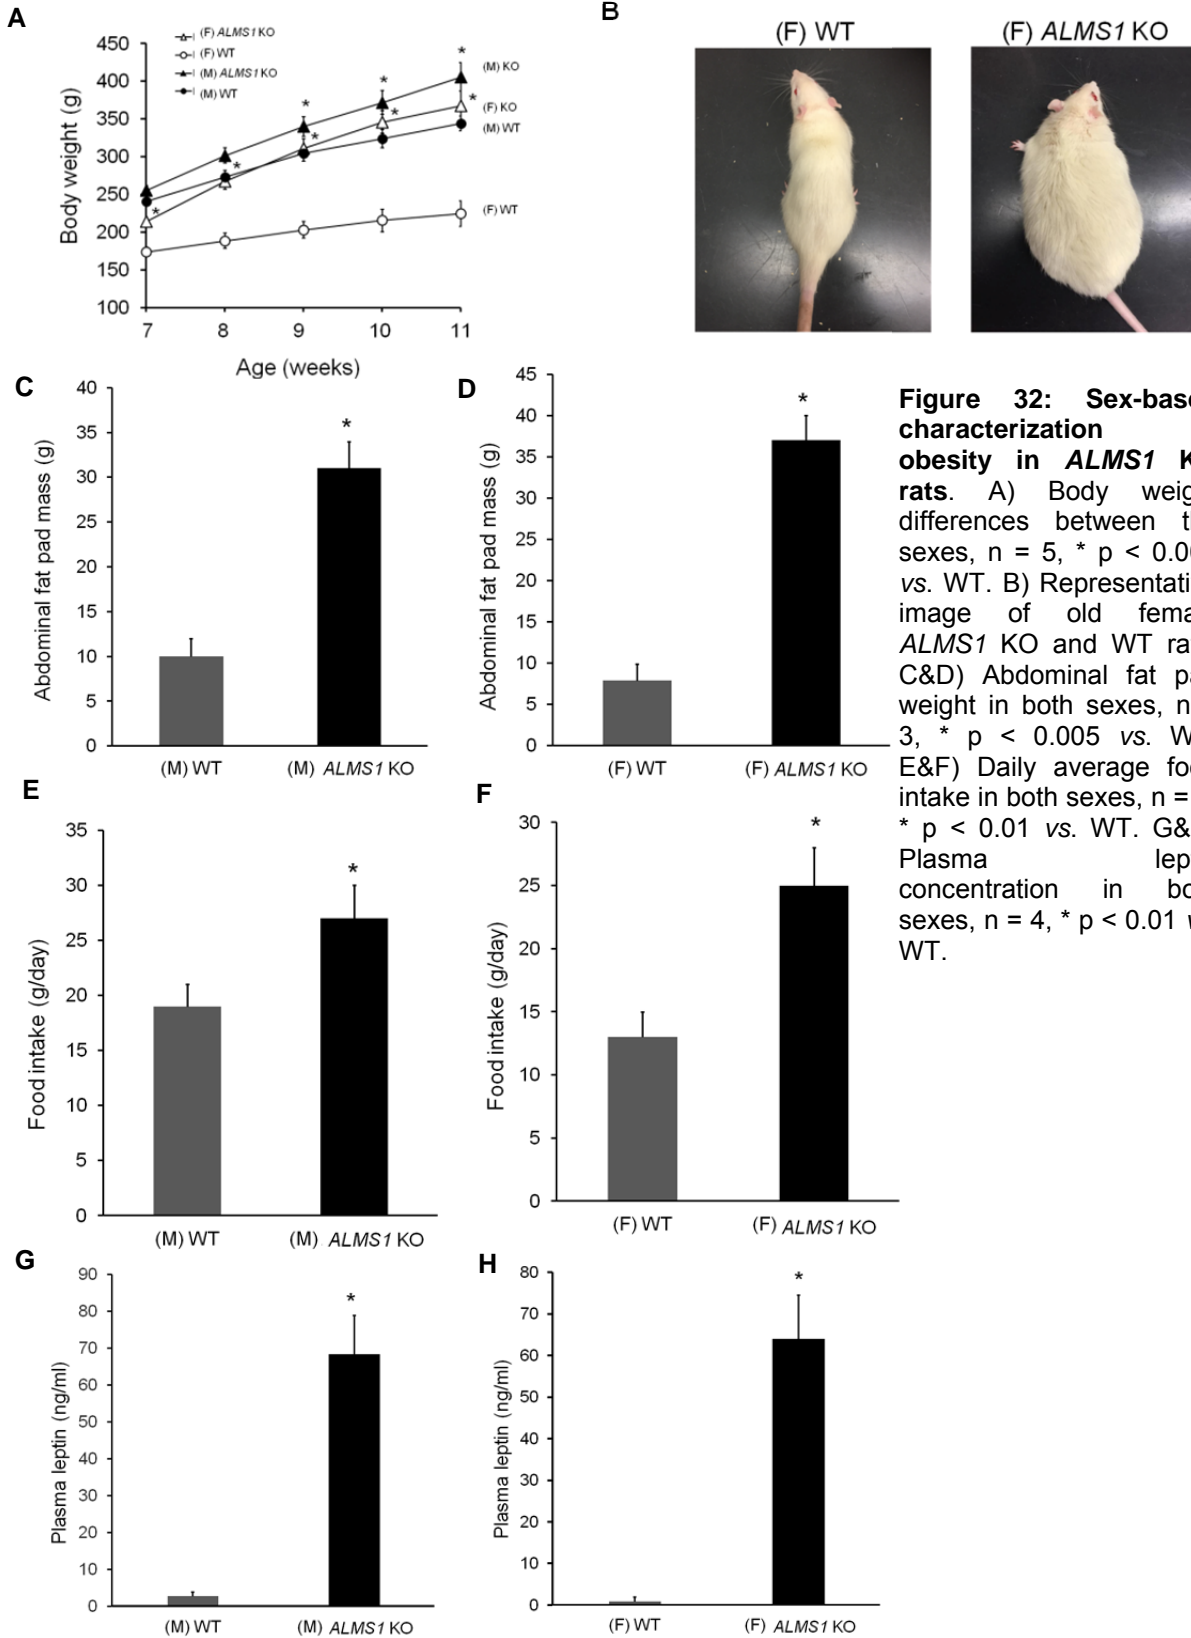 A
(F) ALMS1 KO
(F) WT
(M) ALMS1 KO
(M) WT
450
400
350
300
250
200
150
100
Body weight (g)
7 8 9 10 11
Age (weeks)
* * * * * * * *
(M) KO
(F) KO
(M) WT
(F) WT
B
(F) WT
(F) ALMS1 KO
C
40
35
30
25
20
15
10
5
0
Abdominal fat pad mass (g)
*
(M) WT
(M) ALMS1 KO
D
45
40
35
30
25
20
15
10
5
0
Abdominal fat pad mass (g)
*
(F) WT
(F) ALMS1 KO
Figure 32: Sex-base
characterization
obesity in ALMS1 K
rats. A) Body weig
differences between t
sexes, n = 5, * p < 0.0
vs. WT. B) Representati
image of old fema
ALMS1 KO and WT ra
C&D) Abdominal fat pa
weight in both sexes, n
3, * p < 0.005 vs. W
E&F) Daily average foo
intake in both sexes, n =
* p < 0.01 vs. WT. G&
Plasma lep
concentration in bo
sexes, n = 4, * p < 0.01 v
WT.
E
35
30
25
20
15
10
5
0
Food intake (g/day)
*
(M) WT
(M) ALMS1 KO
F
30
25
20
15
10
5
0
Food intake (g/day)
*
(F) WT
(F) ALMS1 KO
G
90
80
70
60
50
40
30
20
10
0
Plasma leptin (ng/ml)
*
(M) WT
(M) ALMS1 KO
H
80
70
60
50
40
30
20
10
0
Plasma leptin (ng/ml)
*
(F) WT
(F) ALMS1 KO